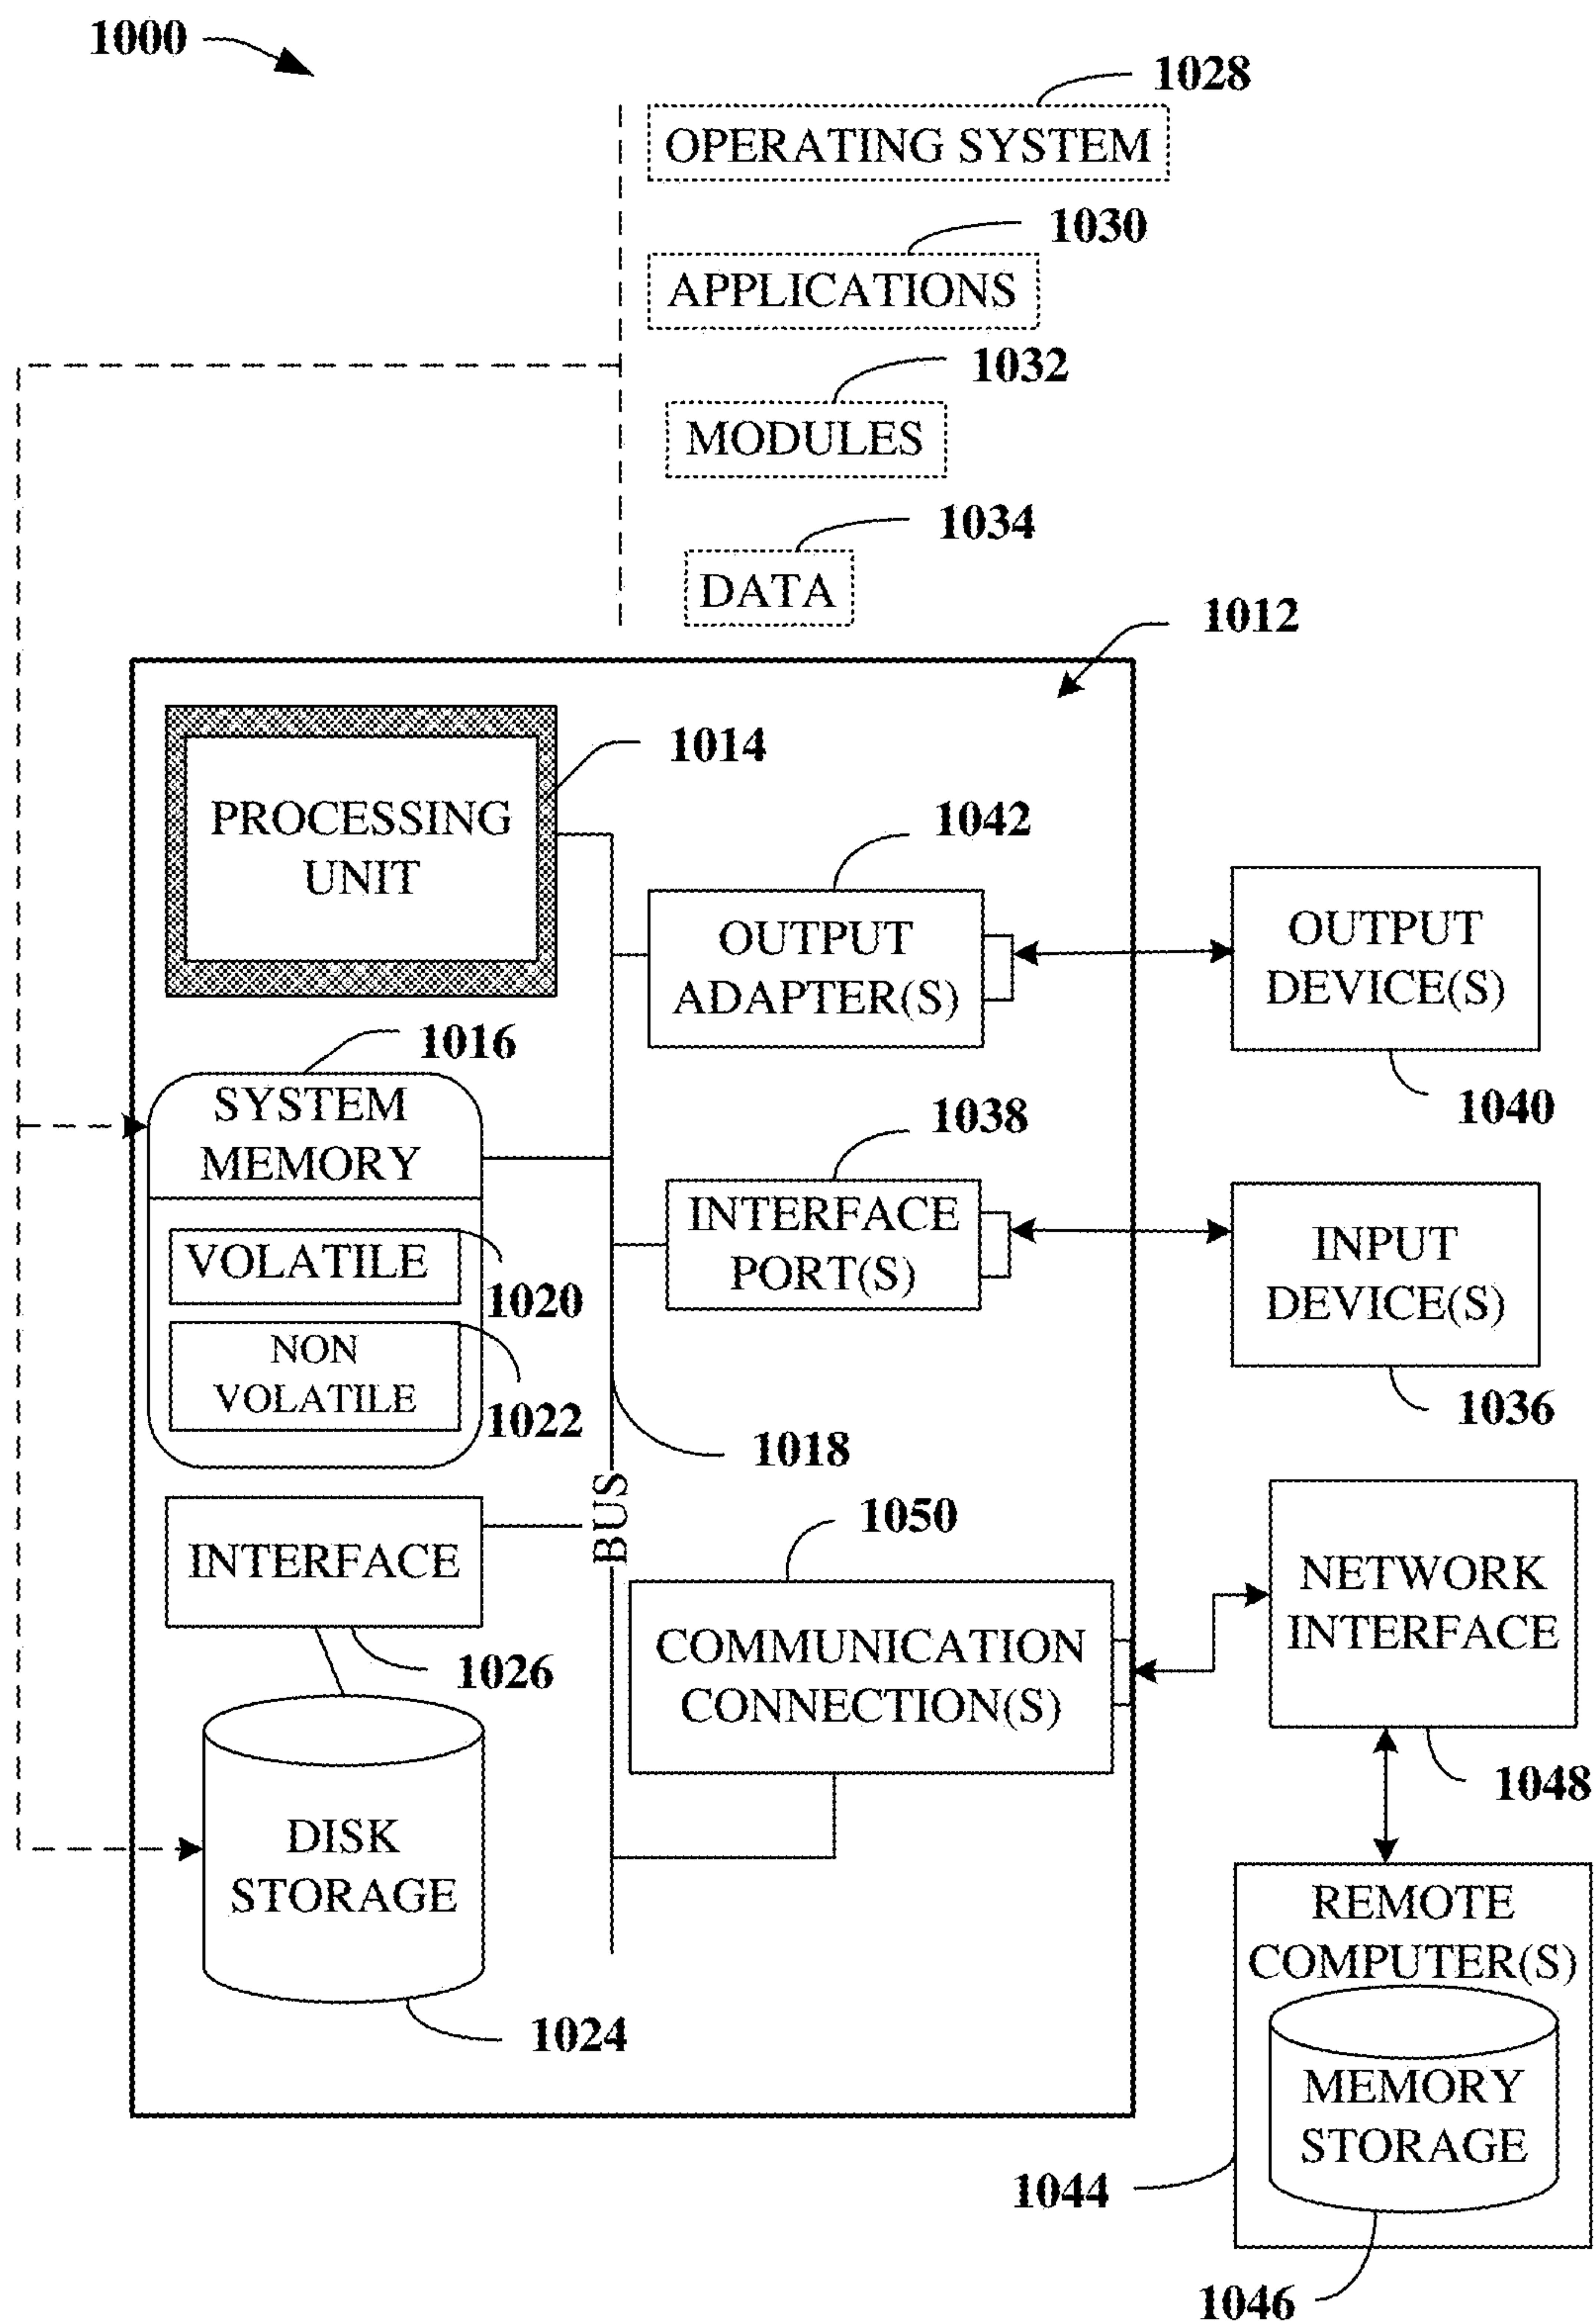 1000
1028
OPERATING SYSTEM
1030
APPLICATIONS
1032
MODULES
1034
DATA
1012
1014
PROCESSING
UNIT
1042
OUTPUT
ADAPTER(S)
OUTPUT
DEVICE(S)
1040
1016
SYSTEM
MEMORY
VOLATILE
1020
NON
VOLATILE
1022
1038
INTERFACE
PORT(S)
INPUT
DEVICE(S)
1036
1018
BUS
INTERFACE
1026
1050
COMMUNICATION
CONNECTION(S)
NETWORK
INTERFACE
1048
DISK
STORAGE
1024
REMOTE
COMPUTER(S)
MEMORY
STORAGE
1044
1046